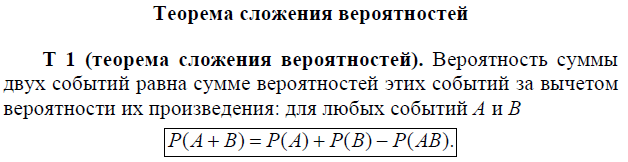 Теорема сложения вероятностей
Т 1 (теорема сложения вероятностей). Вероятность суммы
двух событий равна сумме вероятностей этих событий за вычетом
вероятности их произведения: для любых событий A и B
P(A + B) = P(A) + P(B) − P(AB).